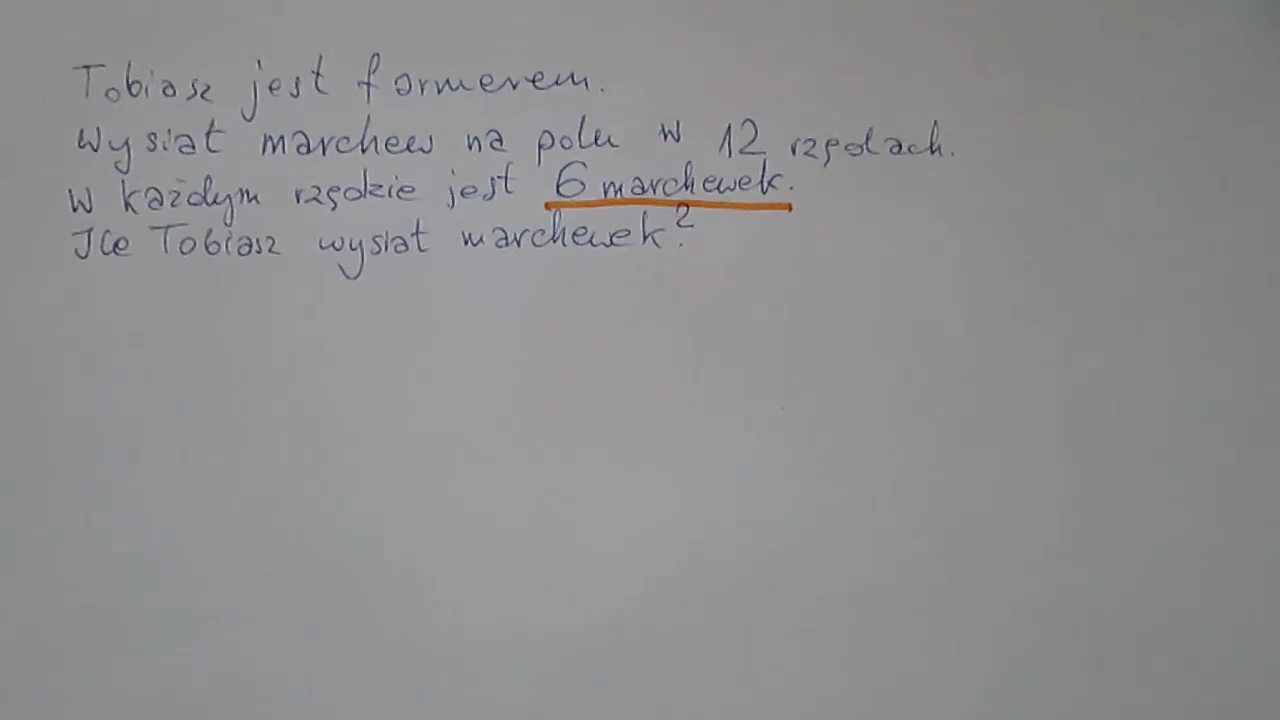 Tobiasz jest farmerem.
Wysiał marchew na polu w 12 rzędach.
W każdym rzędzie jest 6 marchewek.
Ile Tobiasz wysiał marchewek?